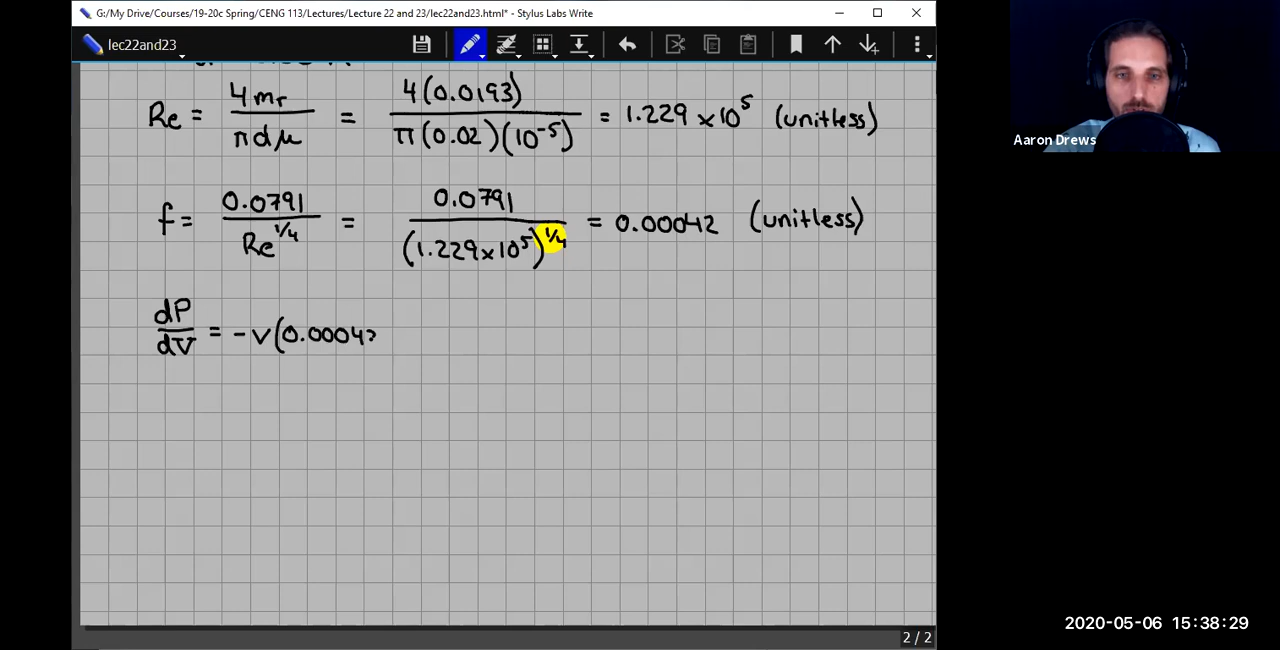 G:/My Drive/Courses/19-20c Spring/CENG 113/Lectures/Lecture 22 and 23/lec22and23.html* - Stylus Labs Write
lec22and23
Re = 4ṁr / πdμ = 4(0.0193) / π(0.02)(10^-5) = 1.229 × 10^5 (unitless)
f = 0.0791 / Re^1/4 = 0.0791 / (1.229×10^5)^1/4 = 0.00042 (unitless)
dP / dV = -v(0.00042
2 / 2
Aaron Drews
2020-05-06 15:38:29